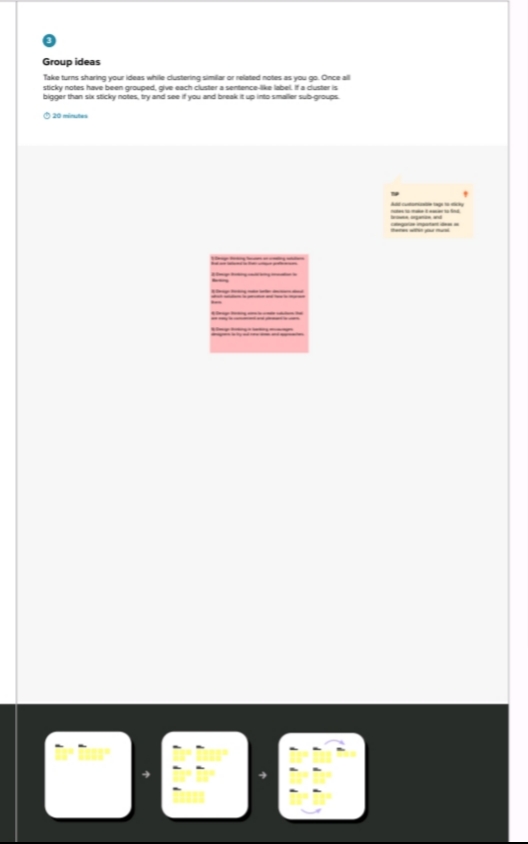 3
Group ideas
Take turns sharing your ideas while clustering similar or related notes as you go. Once all
sticky notes have been grouped, give each cluster a sentence-like label. If a cluster is
bigger than six sticky notes, try and see if you and break it up into smaller sub-groups.
20 minutes
TIP
Add customizable tags to sticky
notes to make it easier to find,
browse, organize, and
categorize important ideas as
themes within your mural.
1) Design thinking focuses on creating solutions
that are tailored to their unique preferences.
2) Design thinking could bring innovation to
Banking.
3) Design thinking make better decisions about
which solutions to perceive and how to improve
them.
4) Design thinking used to create solutions that
are easy to convenient and pleasant to users.
5) Design thinking in banking encourages
designers to try out new ideas and approaches.